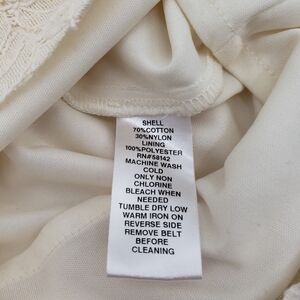 SHELL
70%COTTON
30%NYLON
LINING
100%POLYESTER
RN#58142
MACHINE WASH
COLD
ONLY NON
CHLORINE
BLEACH WHEN
NEEDED
TUMBLE DRY LOW
WARM IRON ON
REVERSE SIDE
REMOVE BELT
BEFORE
CLEANING